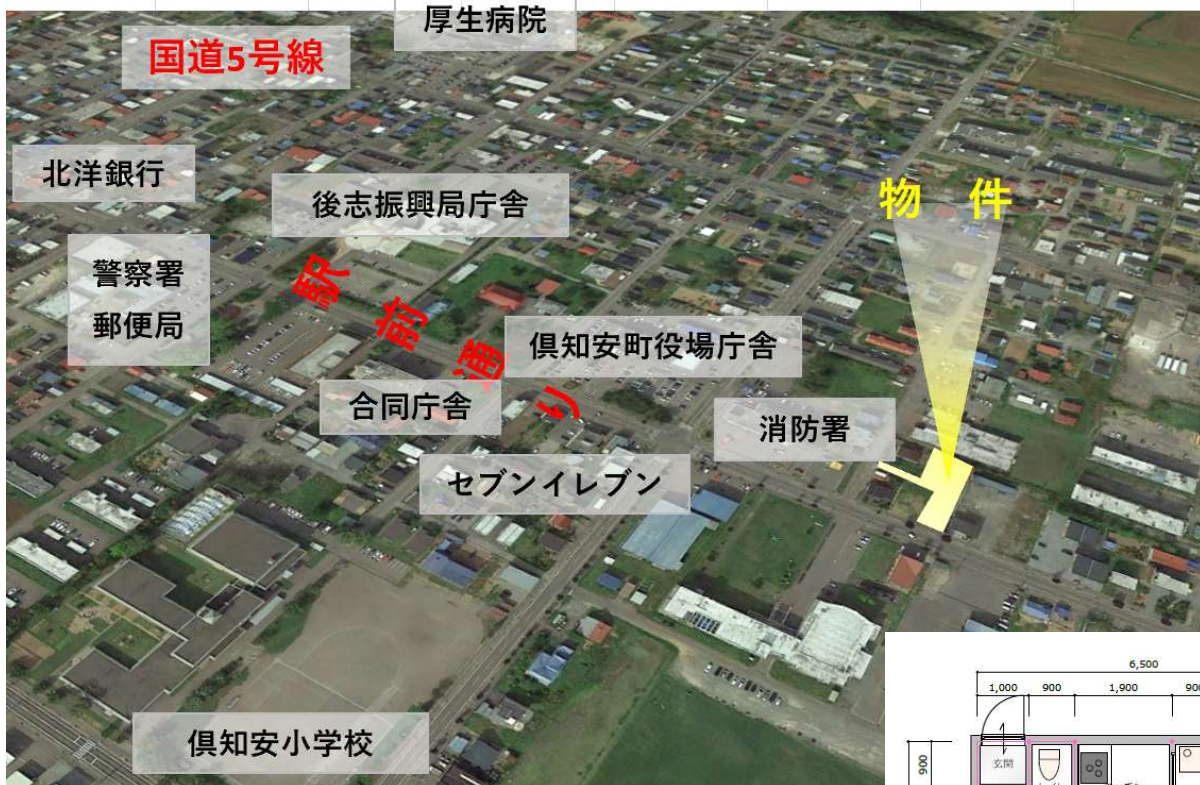 厚生病院
国道5号線
北洋銀行
後志振興局庁舎
物 件
警察署
郵便局
駅前通り
倶知安町役場庁舎
合同庁舎
消防署
セブンイレブン
倶知安小学校
6,500
1,000 900 1,900
900
玄関